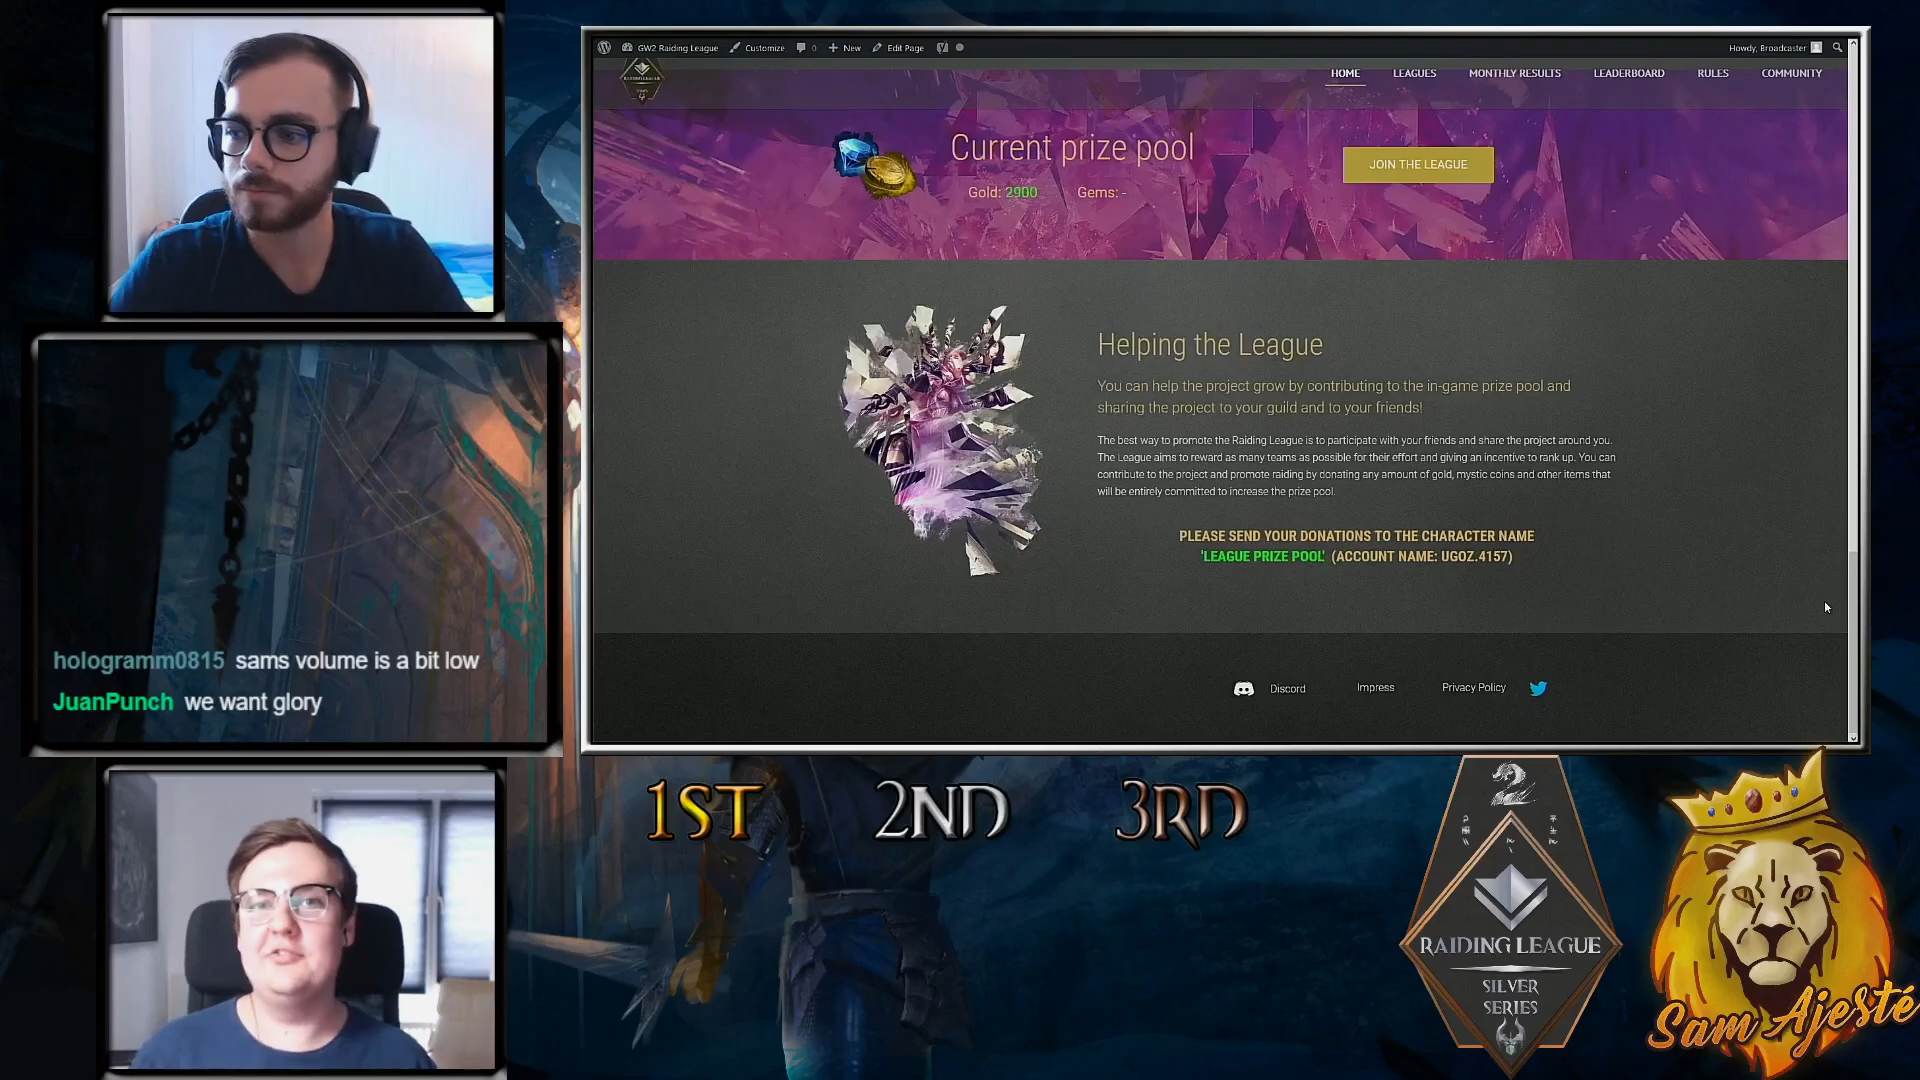 GW2 Raiding League
Customize
0
New
Edit Page
Howdy, Broadcaster
RAIDING LEAGUE
HOME
LEAGUES
MONTHLY RESULTS
LEADERBOARD
RULES
COMMUNITY
Current prize pool
Gold: 2900
Gems: -
JOIN THE LEAGUE
Helping the League
You can help the project grow by contributing to the in-game prize pool and
sharing the project to your guild and to your friends!
The best way to promote the Raiding League is to participate with your friends and share the project around you.
The League aims to reward as many teams as possible for their effort and giving an incentive to rank up. You can
contribute to the project and promote raiding by donating any amount of gold, mystic coins and other items that
will be entirely committed to increase the prize pool.
PLEASE SEND YOUR DONATIONS TO THE CHARACTER NAME
'LEAGUE PRIZE POOL' (ACCOUNT NAME: UGOZ.4157)
Discord
Impress
Privacy Policy
hologramm0815 sams volume is a bit low
JuanPunch we want glory
1ST
2ND
3RD
RAIDING LEAGUE
SILVER
SERIES
Sam Ajesté